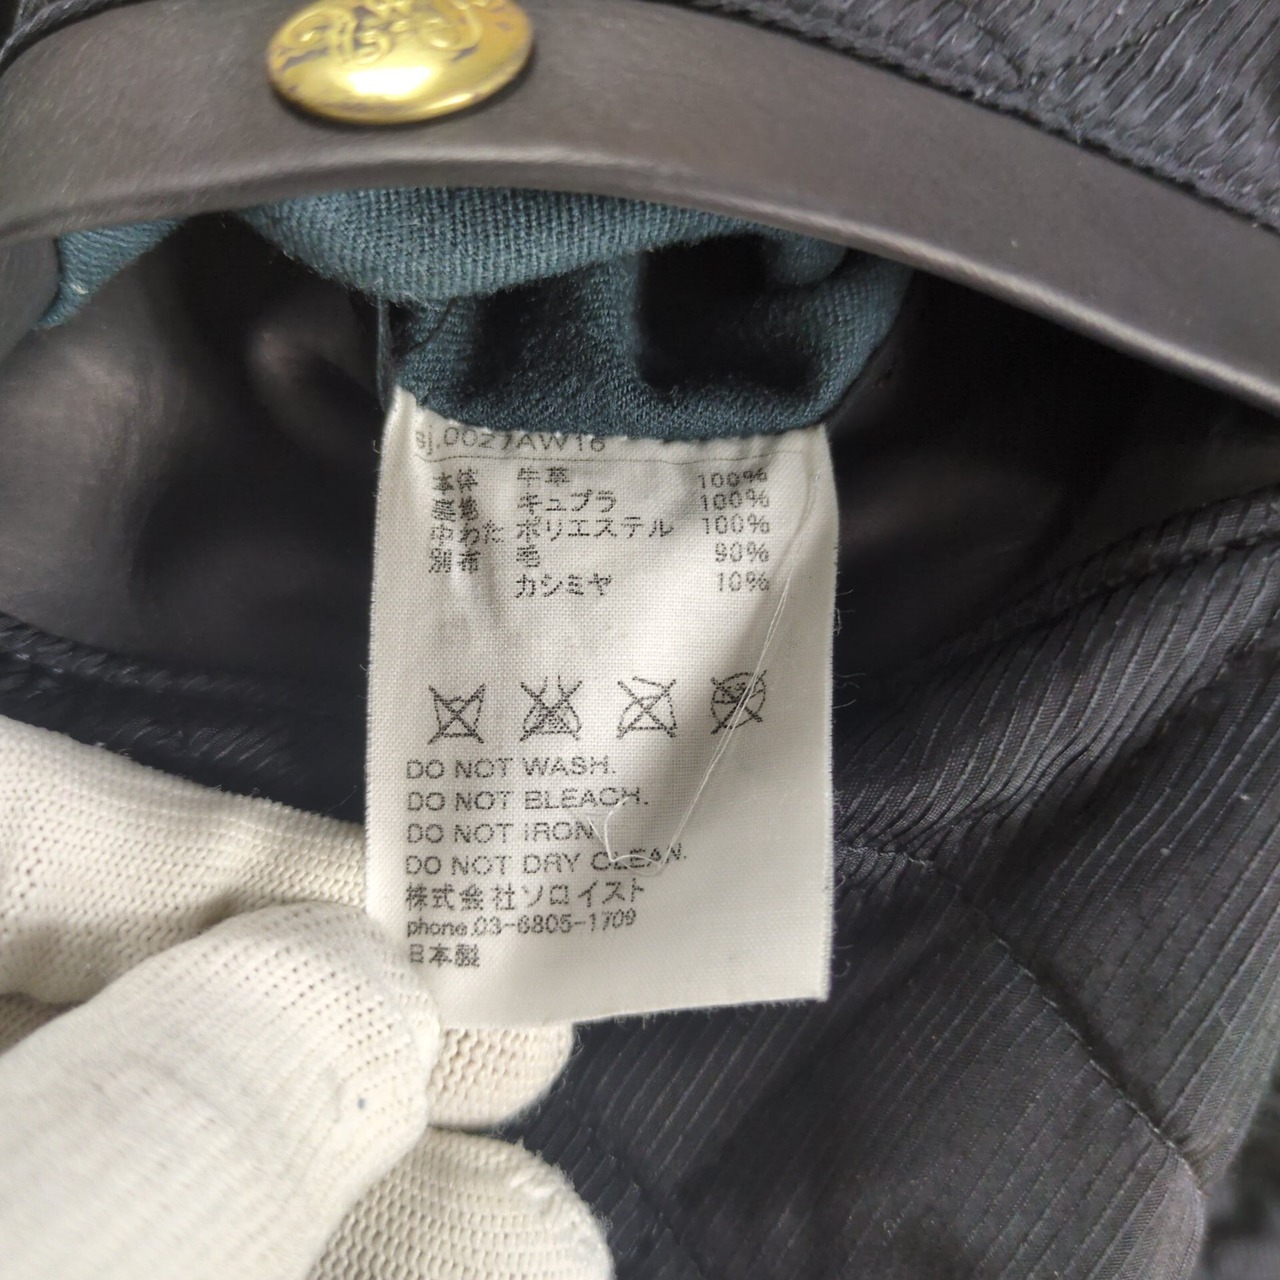 sj.0027AW16
本体 牛革 100%
裏地 キュプラ 100%
中わた ポリエステル 100%
別布 毛 90%
カシミヤ 10%
DO NOT WASH.
DO NOT BLEACH.
DO NOT IRON.
DO NOT DRY CLEAN.
株式会社ソロイスト
phone.03-6805-1709
日本製